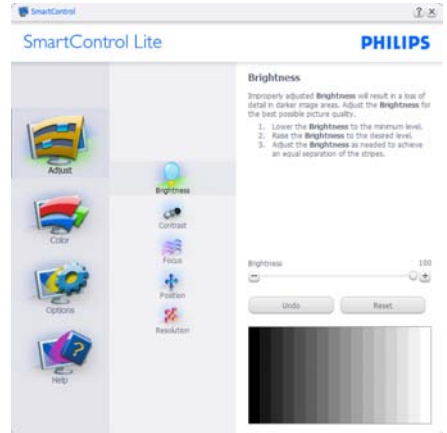 SmartControl
SmartControl Lite
PHILIPS
Adjust
Color
Options
Help
Brightness
Contrast
Focus
Position
Resolution
Brightness
Improperly adjusted Brightness will result in a loss of
detail in darker image areas. Adjust the Brightness for
the best possible picture quality.
1. Lower the Brightness to the minimum level.
2. Raise the Brightness to the desired level.
3. Adjust the Brightness as needed to achieve
an equal separation of the stripes.
Brightness 100
Undo Reset